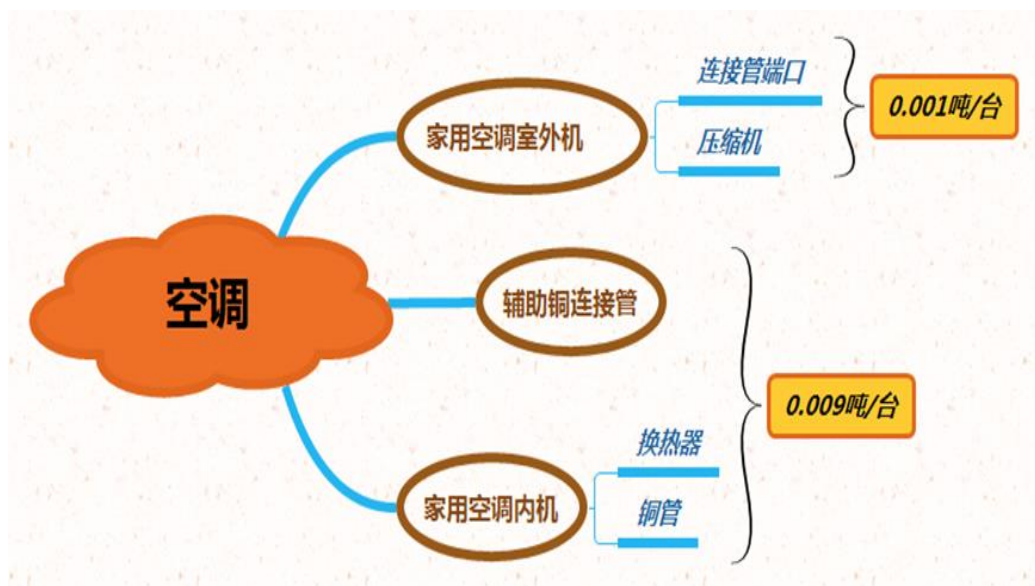 连接管端口
0.001吨/台
家用空调室外机
压缩机
空调
辅助铜连接管
0.009吨/台
换热器
家用空调内机
铜管